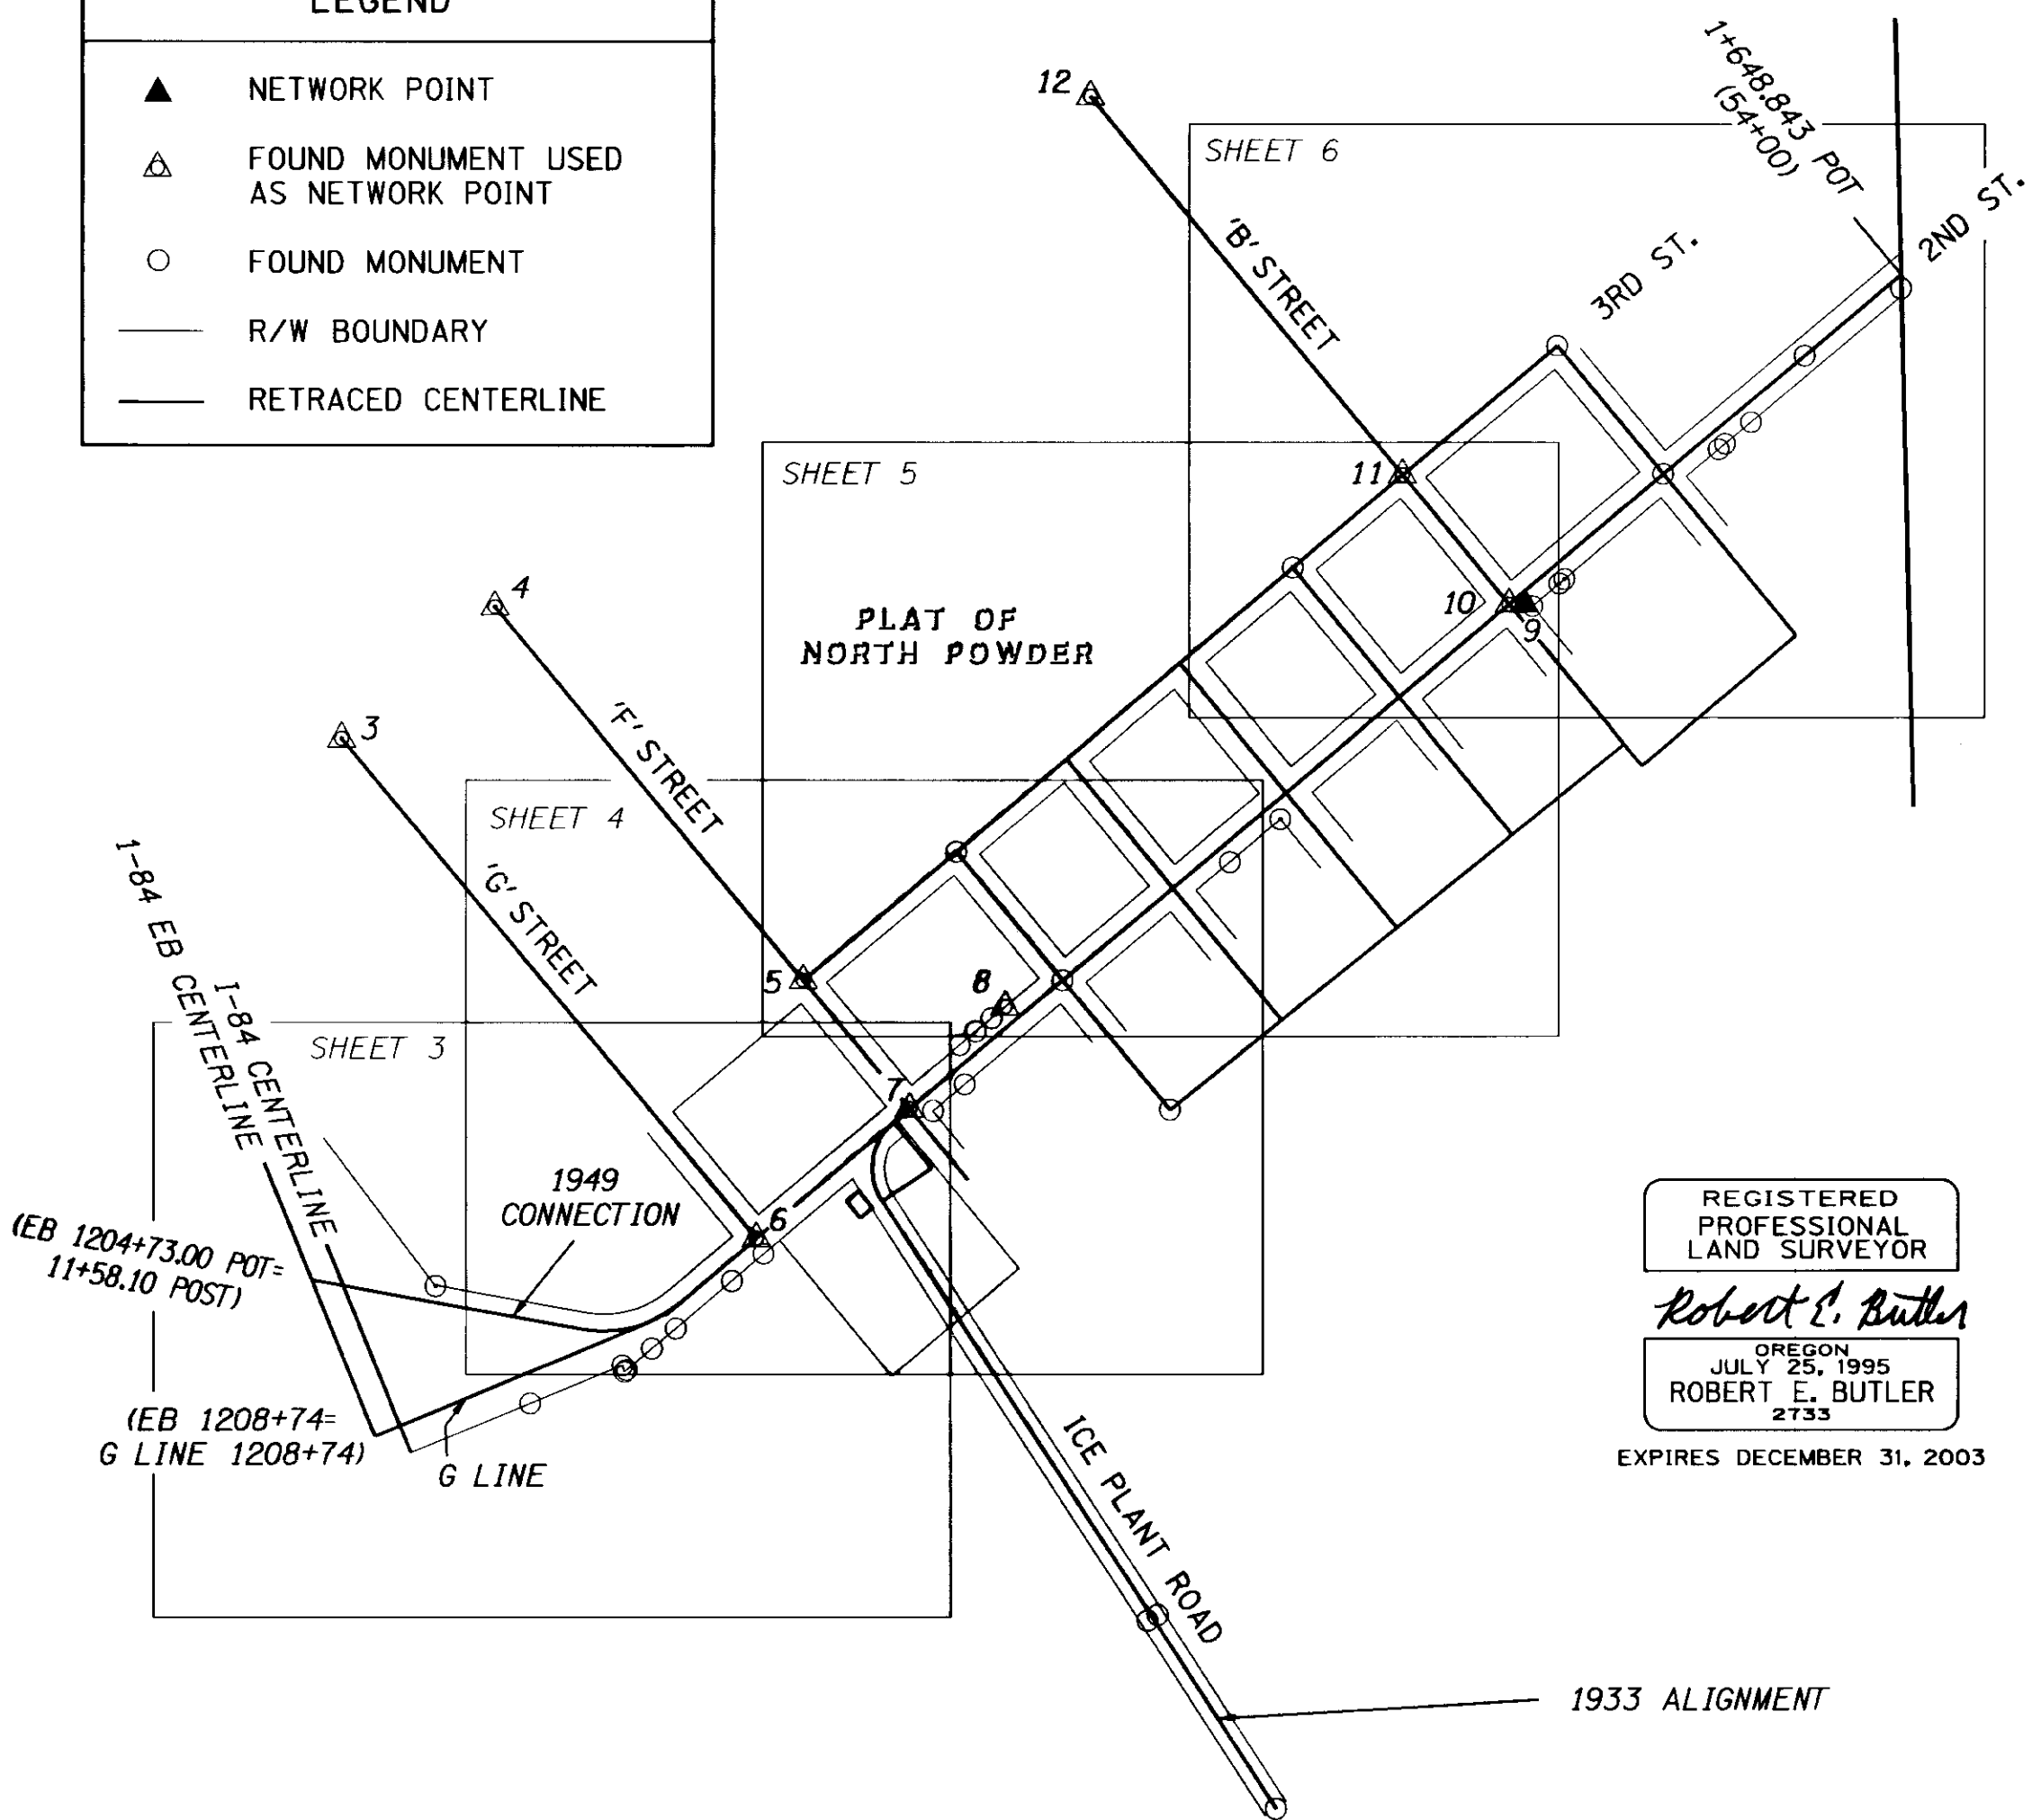 LEGEND
NETWORK POINT
FOUND MONUMENT USED
AS NETWORK POINT
FOUND MONUMENT
R/W BOUNDARY
RETRACED CENTERLINE
12
SHEET 6
1+648.843 POT
(54+00)
2ND ST.
3RD ST.
'B' STREET
11
SHEET 5
10
9
PLAT OF
NORTH POWDER
4
'F' STREET
3
SHEET 4
'G' STREET
5
8
7
6
1-84 EB CENTERLINE
I-84 CENTERLINE
SHEET 3
1949
CONNECTION
(EB 1204+73.00 POT=
11+58.10 POST)
(EB 1208+74=
G LINE 1208+74)
G LINE
ICE PLANT ROAD
1933 ALIGNMENT
REGISTERED
PROFESSIONAL
LAND SURVEYOR
Robert E. Butler
OREGON
JULY 25, 1995
ROBERT E. BUTLER
2733
EXPIRES DECEMBER 31, 2003